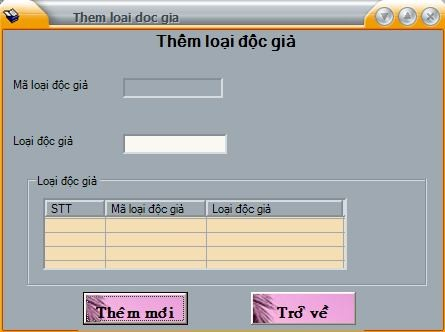 Them loai doc gia
Thêm loại độc giả
Mã loại độc giả
Loại độc giả
Loại độc giả
STT Mã loại độc giả Loại độc giả
Thêm mới Trở về